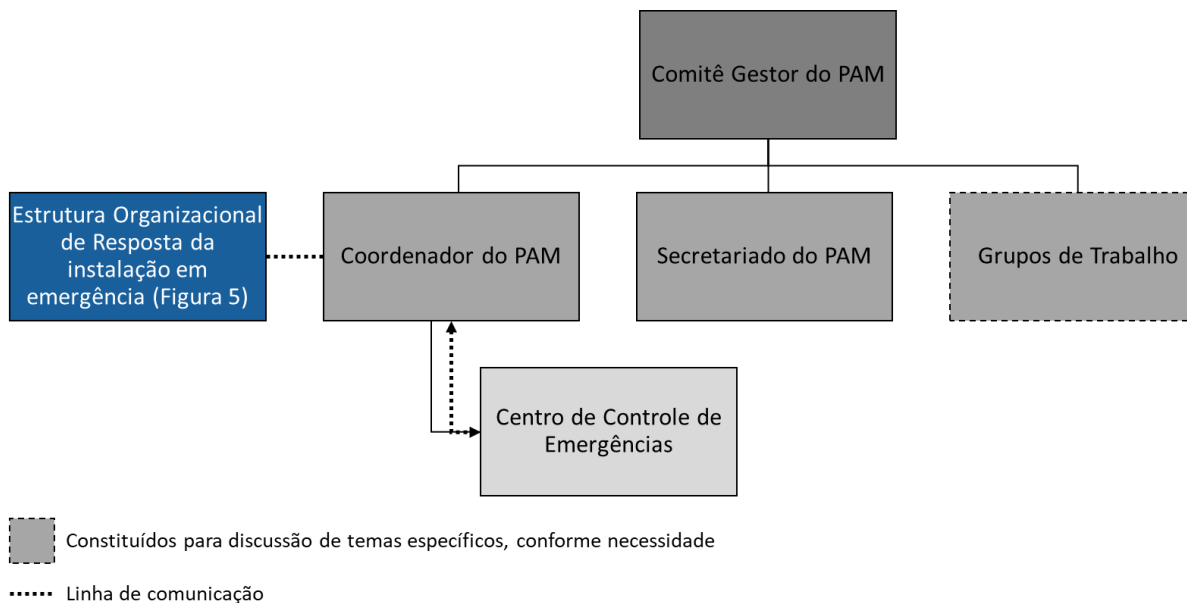 Comitê Gestor do PAM
Estrutura Organizacional
de Resposta da
instalação em
emergência (Figura 5)
Coordenador do PAM
Secretariado do PAM
Grupos de Trabalho
Centro de Controle de
Emergências
Constituídos para discussão de temas específicos, conforme necessidade
Linha de comunicação